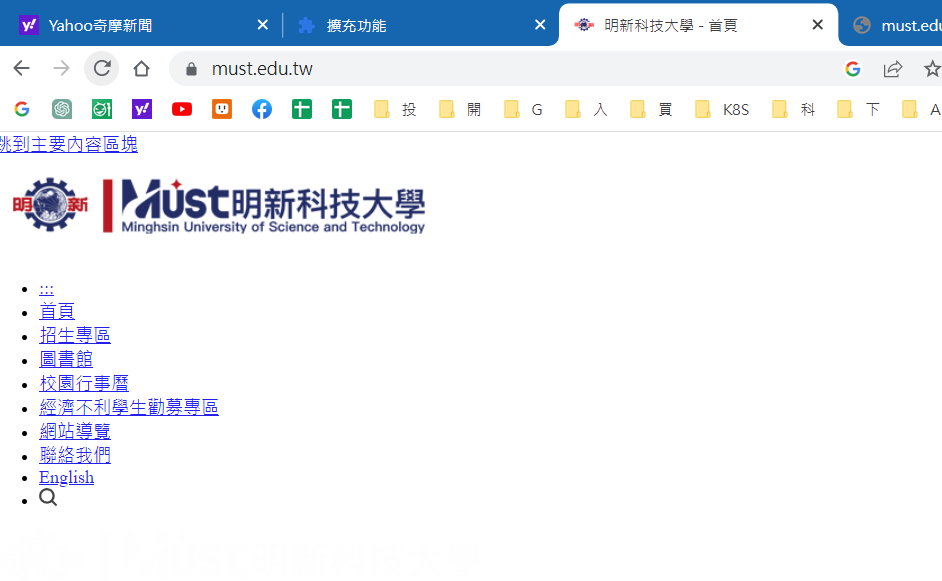 Yahoo奇摩新聞
擴充功能
明新科技大學 - 首頁
must.edu
must.edu.tw
投 開 G 入 買 K8S 科 下 A
跳到主要內容區塊
明新 Must明新科技大學
Minghsin University of Science and Technology
:::
首頁
招生專區
圖書館
校園行事曆
經濟不利學生勸募專區
網站導覽
聯絡我們
English